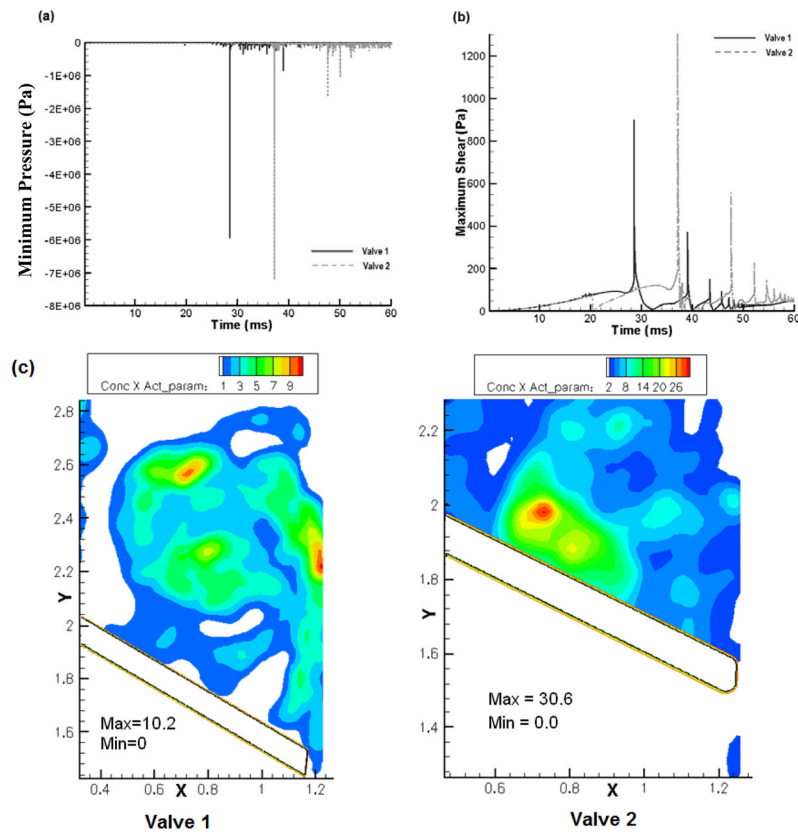 (a)
0
-1E+06
-2E+06
-3E+06
-4E+06
-5E+06
-6E+06
-7E+06
-8E+06
Minimum Pressure (Pa)
Valve 1
Valve 2
10 20 30 40 50 60
Time (ms)
(b)
Valve 1
Valve 2
1200
1000
800
600
400
200
0
Maximum Shear (Pa)
10 20 30 40 50 60
Time (ms)
(c)
Conc X Act_param: 1 3 5 7 9
2.8
2.6
2.4
2.2
2
1.8
1.6
Y
Max=10.2
Min=0
0.4 0.6 0.8 1 1.2
X
Valve 1
Conc X Act_param: 2 8 14 20 26
2.2
2
1.8
1.6
1.4
Y
Max = 30.6
Min = 0.0
0.6 0.8 1 1.2
X
Valve 2